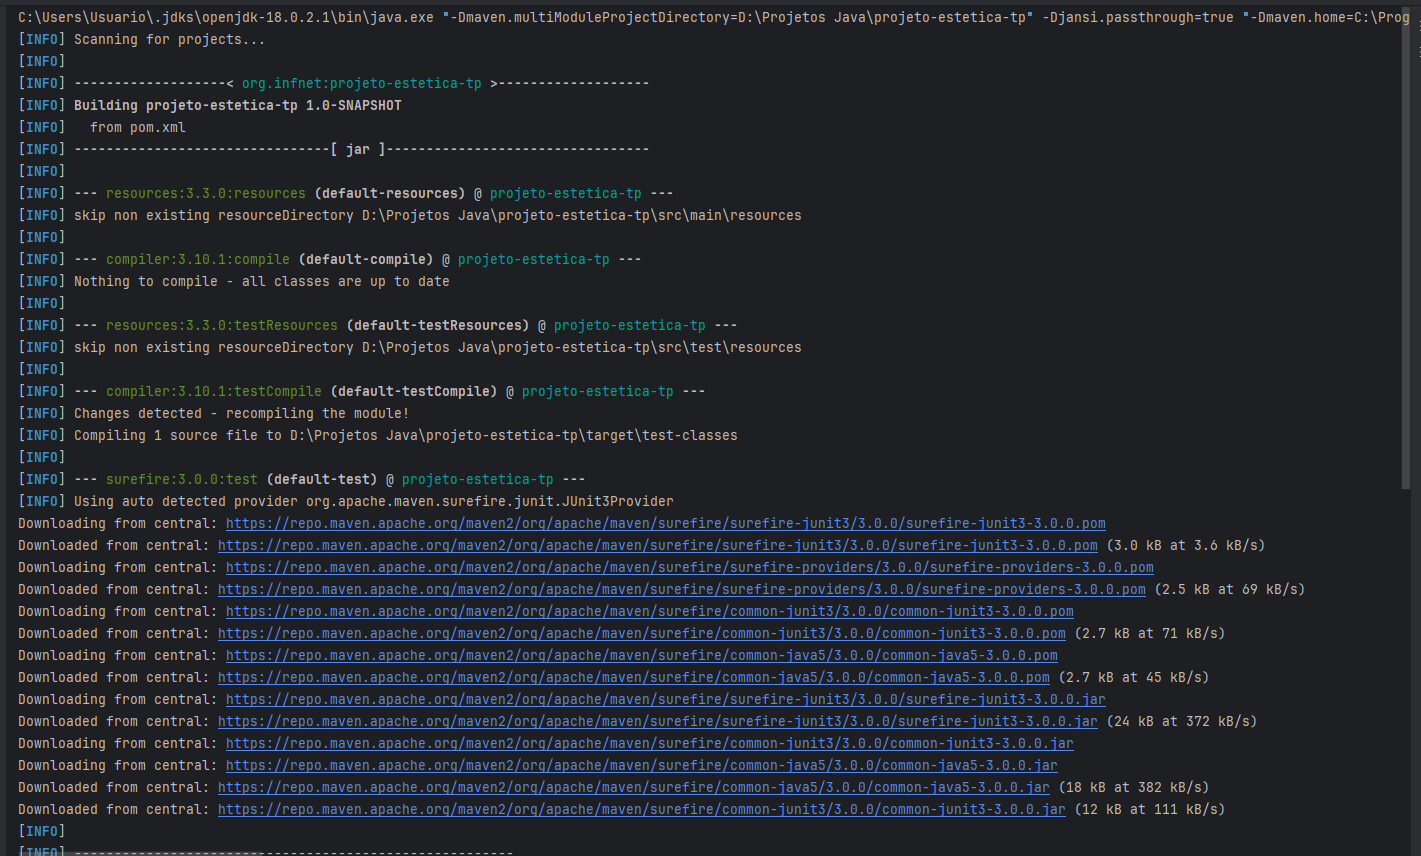 C:\Users\Usuario\.jdks\openjdk-18.0.2.1\bin\java.exe "-Dmaven.multiModuleProjectDirectory=D:\Projetos Java\projeto-estetica-tp" -Djansi.passthrough=true "-Dmaven.home=C:\Prog
[INFO] Scanning for projects...
[INFO]
[INFO] -------------------< org.infnet:projeto-estetica-tp >-------------------
[INFO] Building projeto-estetica-tp 1.0-SNAPSHOT
[INFO]   from pom.xml
[INFO] --------------------------------[ jar ]---------------------------------
[INFO]
[INFO] --- resources:3.3.0:resources (default-resources) @ projeto-estetica-tp ---
[INFO] skip non existing resourceDirectory D:\Projetos Java\projeto-estetica-tp\src\main\resources
[INFO]
[INFO] --- compiler:3.10.1:compile (default-compile) @ projeto-estetica-tp ---
[INFO] Nothing to compile - all classes are up to date
[INFO]
[INFO] --- resources:3.3.0:testResources (default-testResources) @ projeto-estetica-tp ---
[INFO] skip non existing resourceDirectory D:\Projetos Java\projeto-estetica-tp\src\test\resources
[INFO]
[INFO] --- compiler:3.10.1:testCompile (default-testCompile) @ projeto-estetica-tp ---
[INFO] Changes detected - recompiling the module!
[INFO] Compiling 1 source file to D:\Projetos Java\projeto-estetica-tp\target\test-classes
[INFO]
[INFO] --- surefire:3.0.0:test (default-test) @ projeto-estetica-tp ---
[INFO] Using auto detected provider org.apache.maven.surefire.junit.JUnit3Provider
Downloading from central: https://repo.maven.apache.org/maven2/org/apache/maven/surefire/surefire-junit3/3.0.0/surefire-junit3-3.0.0.pom
Downloaded from central: https://repo.maven.apache.org/maven2/org/apache/maven/surefire/surefire-junit3/3.0.0/surefire-junit3-3.0.0.pom (3.0 kB at 3.6 kB/s)
Downloading from central: https://repo.maven.apache.org/maven2/org/apache/maven/surefire/surefire-providers/3.0.0/surefire-providers-3.0.0.pom
Downloaded from central: https://repo.maven.apache.org/maven2/org/apache/maven/surefire/surefire-providers/3.0.0/surefire-providers-3.0.0.pom (2.5 kB at 69 kB/s)
Downloading from central: https://repo.maven.apache.org/maven2/org/apache/maven/surefire/common-junit3/3.0.0/common-junit3-3.0.0.pom
Downloaded from central: https://repo.maven.apache.org/maven2/org/apache/maven/surefire/common-junit3/3.0.0/common-junit3-3.0.0.pom (2.7 kB at 71 kB/s)
Downloading from central: https://repo.maven.apache.org/maven2/org/apache/maven/surefire/common-java5/3.0.0/common-java5-3.0.0.pom
Downloaded from central: https://repo.maven.apache.org/maven2/org/apache/maven/surefire/common-java5/3.0.0/common-java5-3.0.0.pom (2.7 kB at 45 kB/s)
Downloading from central: https://repo.maven.apache.org/maven2/org/apache/maven/surefire/surefire-junit3/3.0.0/surefire-junit3-3.0.0.jar
Downloaded from central: https://repo.maven.apache.org/maven2/org/apache/maven/surefire/surefire-junit3/3.0.0/surefire-junit3-3.0.0.jar (24 kB at 372 kB/s)
Downloading from central: https://repo.maven.apache.org/maven2/org/apache/maven/surefire/common-junit3/3.0.0/common-junit3-3.0.0.jar
Downloading from central: https://repo.maven.apache.org/maven2/org/apache/maven/surefire/common-java5/3.0.0/common-java5-3.0.0.jar
Downloaded from central: https://repo.maven.apache.org/maven2/org/apache/maven/surefire/common-java5/3.0.0/common-java5-3.0.0.jar (18 kB at 382 kB/s)
Downloaded from central: https://repo.maven.apache.org/maven2/org/apache/maven/surefire/common-junit3/3.0.0/common-junit3-3.0.0.jar (12 kB at 111 kB/s)
[INFO]
[INFO] -------------------------------------------------------